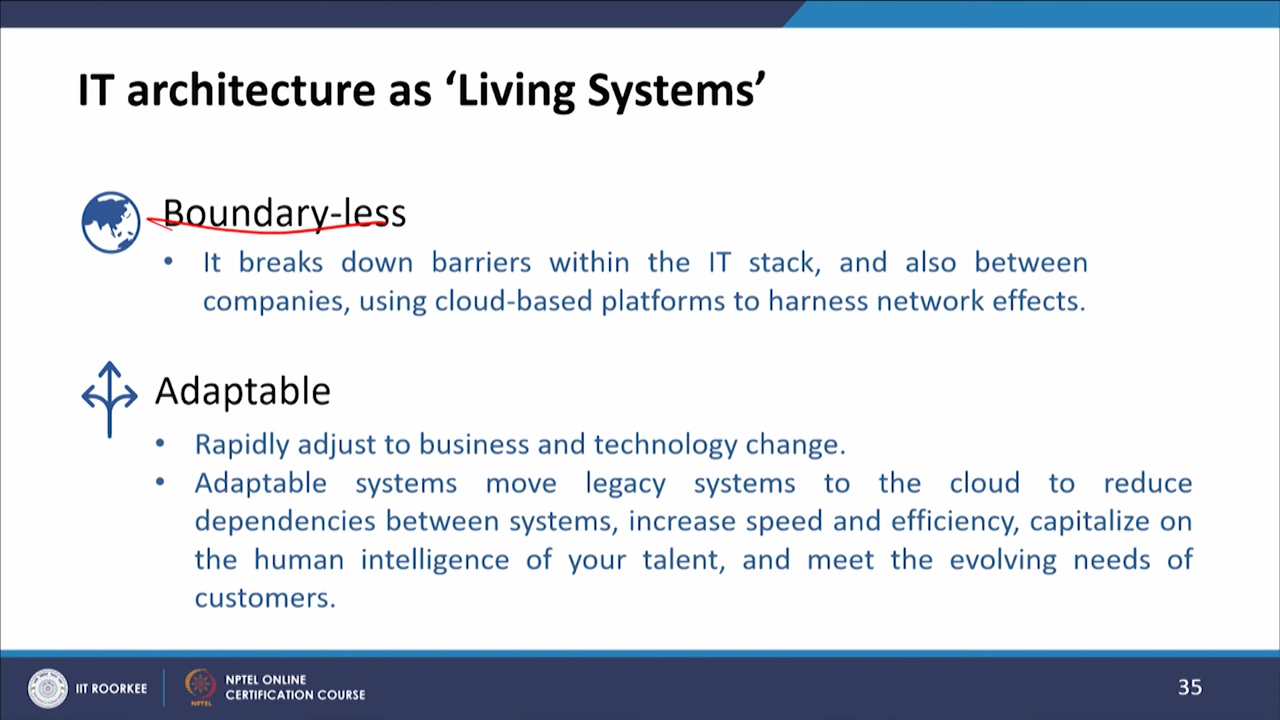 IT architecture as ‘Living Systems’
Boundary-less
• It breaks down barriers within the IT stack, and also between
companies, using cloud-based platforms to harness network effects.
Adaptable
• Rapidly adjust to business and technology change.
• Adaptable systems move legacy systems to the cloud to reduce
dependencies between systems, increase speed and efficiency, capitalize on
the human intelligence of your talent, and meet the evolving needs of
customers.
IIT ROORKEE
NPTEL
NPTEL ONLINE
CERTIFICATION COURSE
35